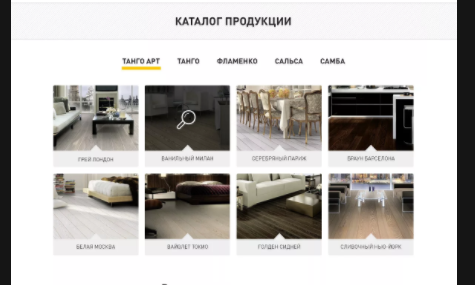 КАТАЛОГ ПРОДУКЦИИ
ТАНГО АРТ ТАНГО ФЛАМЕНКО САЛЬСА САМБА
ГРЕЙ ЛОНДОН ВАНИЛЬНЫЙ МИЛАН СЕРЕБРЯНЫЙ ПАРИЖ БРАУН БАРСЕЛОНА
БЕЛАЯ МОСКВА ВАЙОЛЕТ ТОКИО ГОЛДЕН СИДНЕЙ СЛИВОЧНЫЙ НЬЮ-ЙОРК